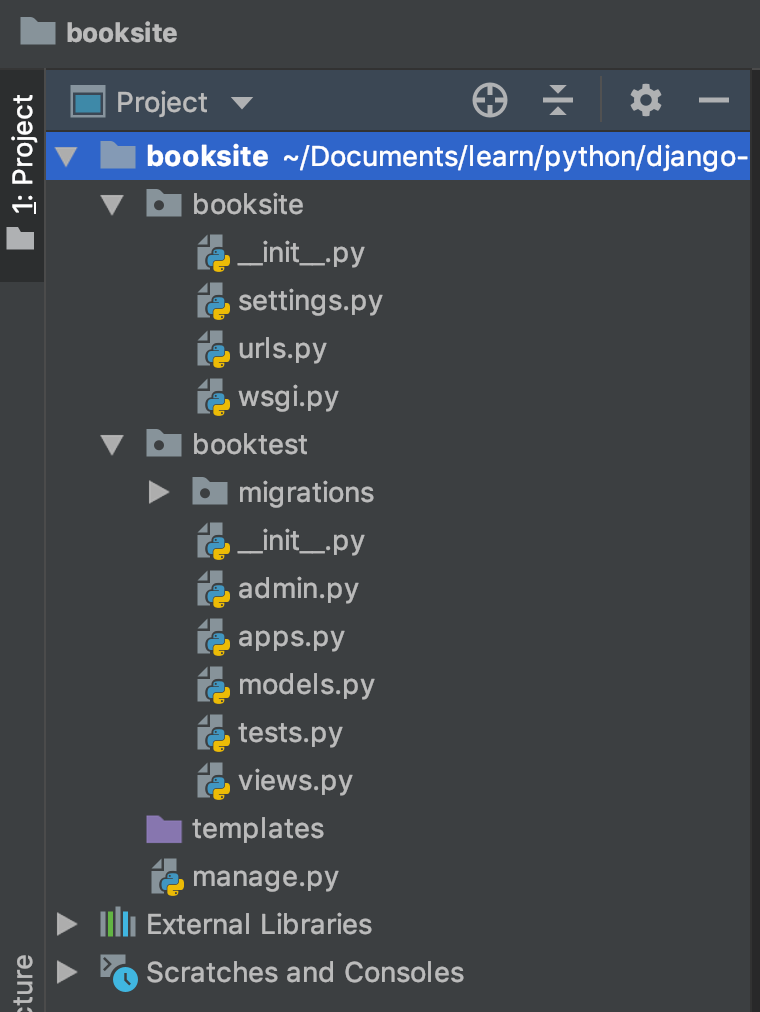 booksite
1: Project
Project
booksite ~/Documents/learn/python/django-
booksite
__init__.py
settings.py
urls.py
wsgi.py
booktest
migrations
__init__.py
admin.py
apps.py
models.py
tests.py
views.py
templates
manage.py
External Libraries
Scratches and Consoles
cture